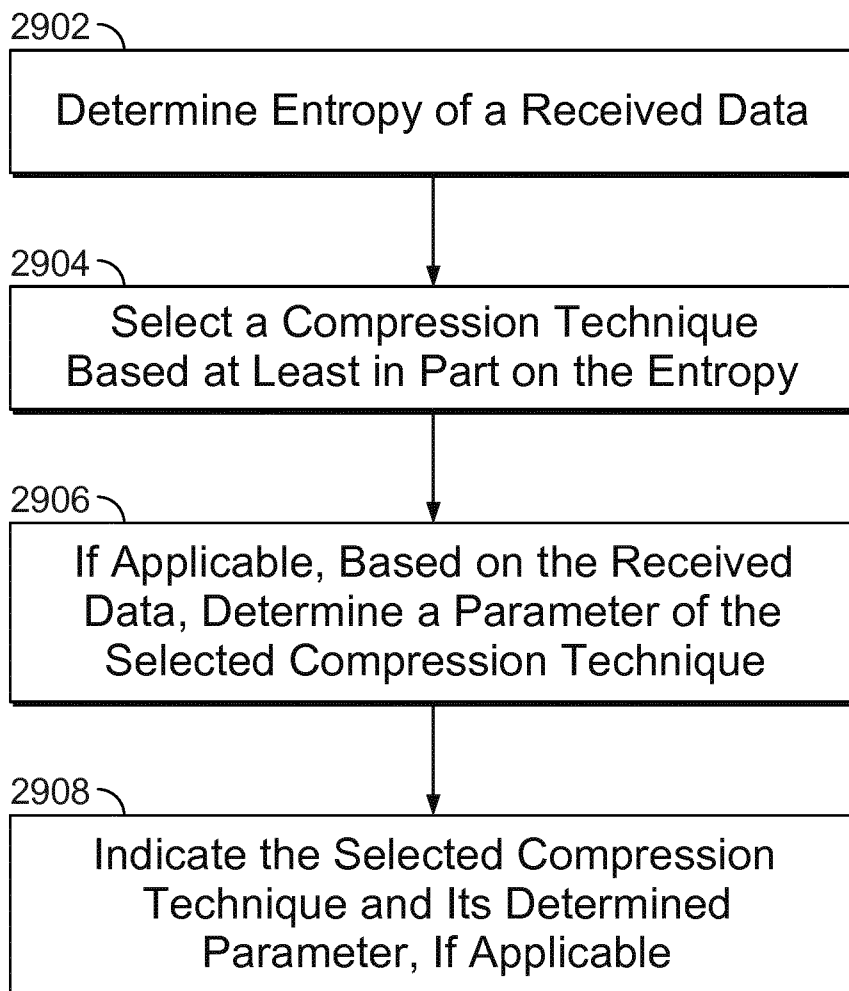 2902
Determine Entropy of a Received Data
2904
Select a Compression Technique
Based at Least in Part on the Entropy
2906
If Applicable, Based on the Received
Data, Determine a Parameter of the
Selected Compression Technique
2908
Indicate the Selected Compression
Technique and Its Determined
Parameter, If Applicable